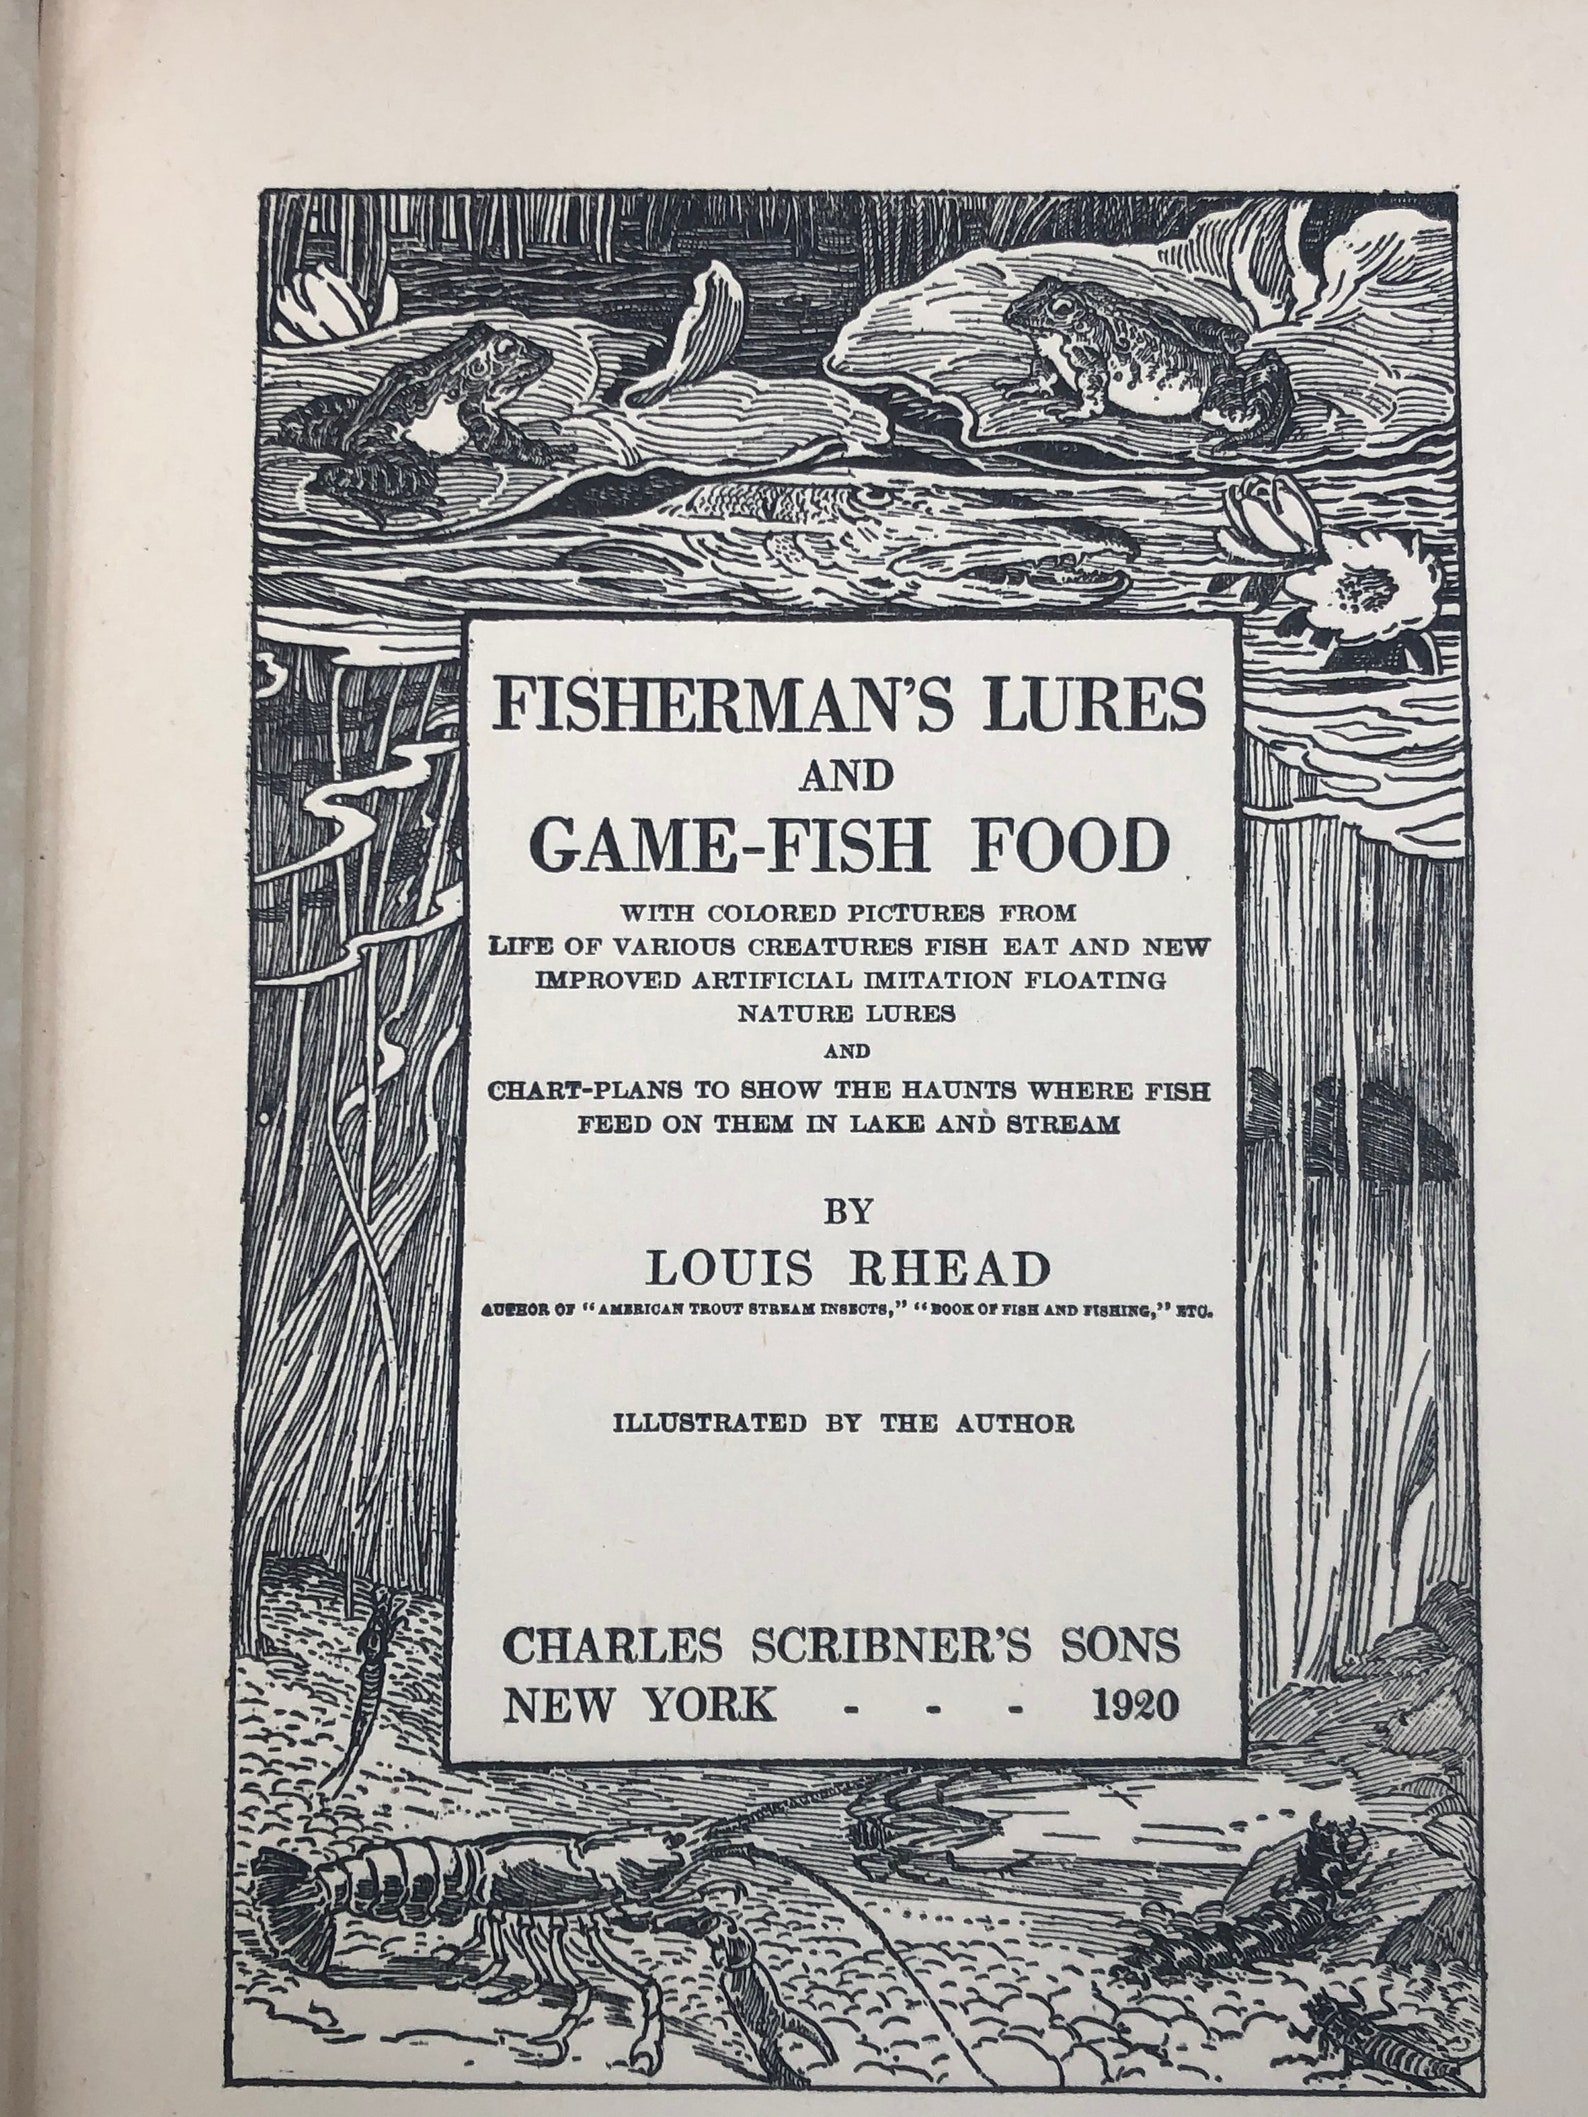 FISHERMAN'S LURES
AND
GAME-FISH FOOD
WITH COLORED PICTURES FROM
LIFE OF VARIOUS CREATURES FISH EAT AND NEW
IMPROVED ARTIFICIAL IMITATION FLOATING
NATURE LURES
AND
CHART-PLANS TO SHOW THE HAUNTS WHERE FISH
FEED ON THEM IN LAKE AND STREAM
BY
LOUIS RHEAD
AUTHOR OF "AMERICAN TROUT STREAM INSECTS," "BOOK OF FISH AND FISHING," ETC.
ILLUSTRATED BY THE AUTHOR
CHARLES SCRIBNER'S SONS
NEW YORK - - - 1920